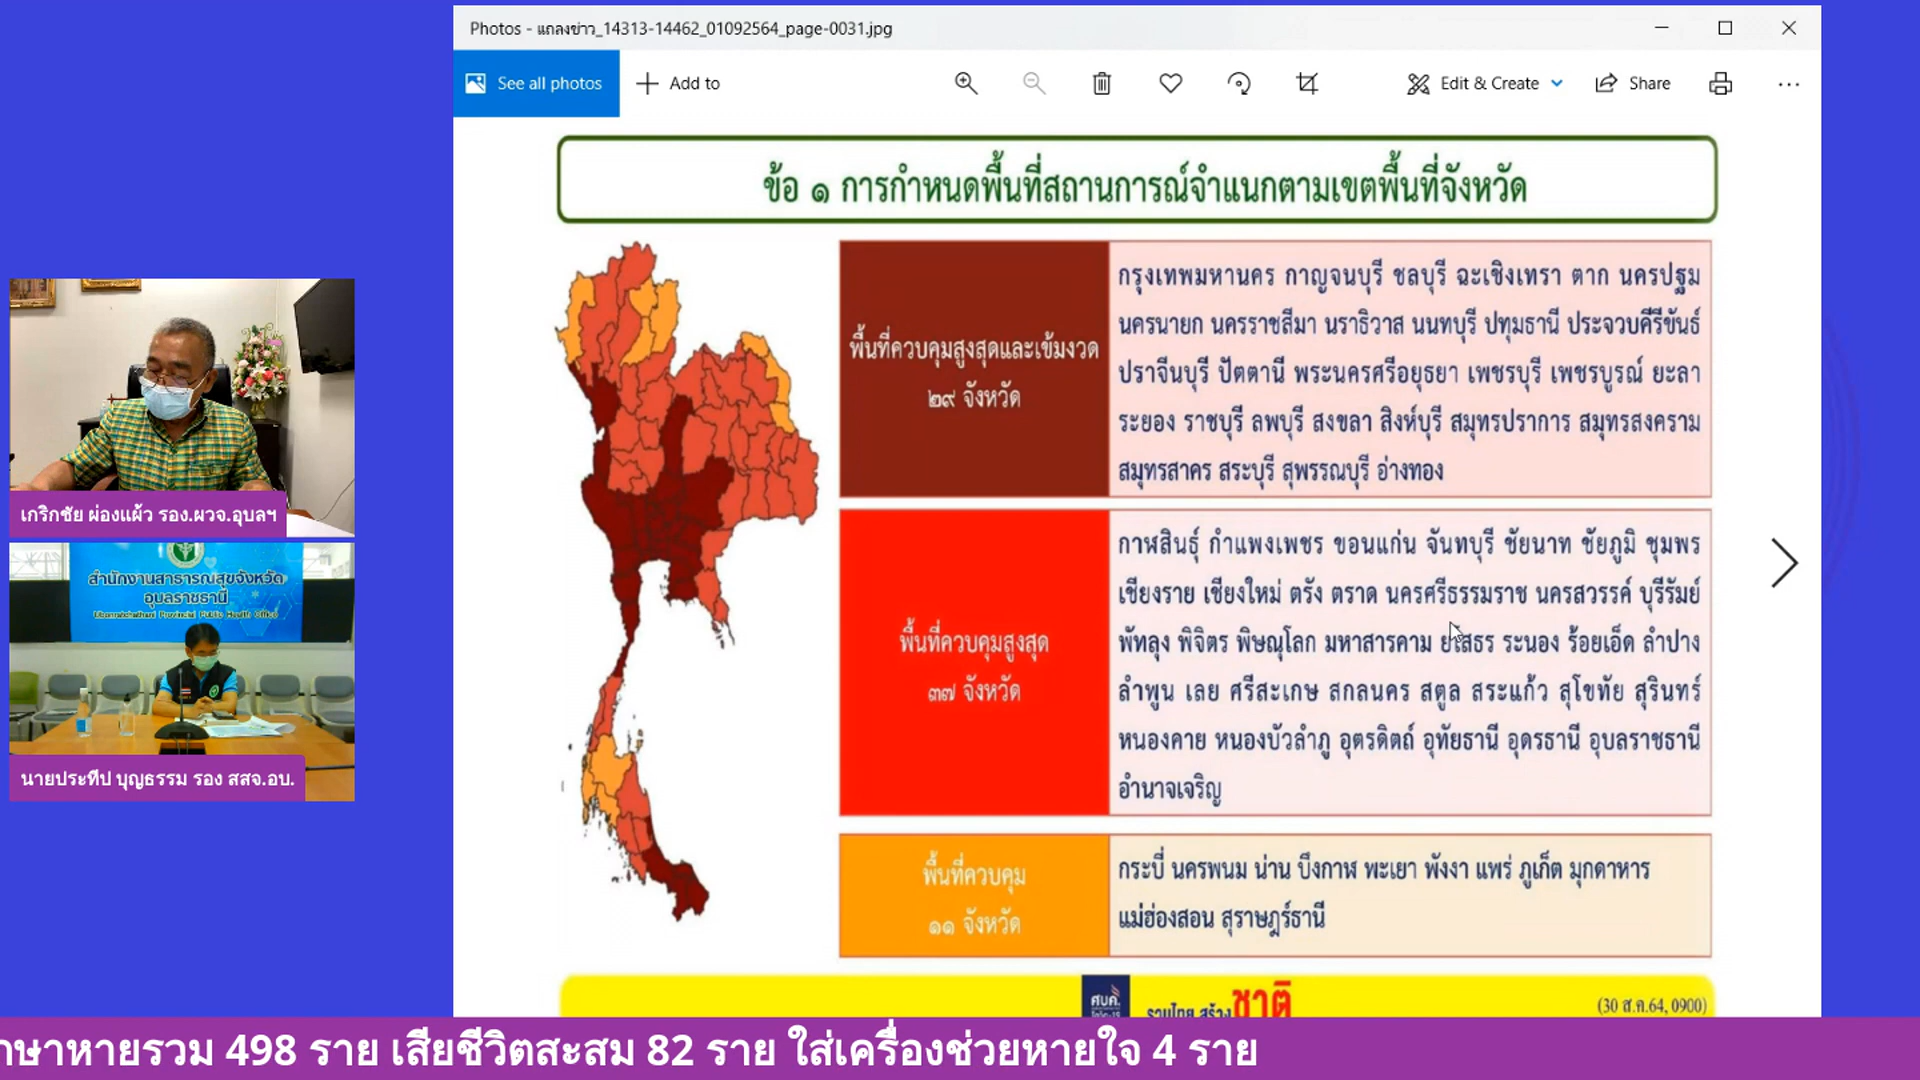 Photos - แถลงข่าว_14313-14462_01092564_page-0031.jpg
See all photos
Add to
Edit & Create
Share
ข้อ ๑ การกำหนดพื้นที่สถานการณ์จำแนกตามเขตพื้นที่จังหวัด
พื้นที่ควบคุมสูงสุดและเข้มงวด
๒๙ จังหวัด
กรุงเทพมหานคร กาญจนบุรี ชลบุรี ฉะเชิงเทรา ตาก นครปฐม
นครนายก นครราชสีมา นราธิวาส นนทบุรี ปทุมธานี ประจวบคีรีขันธ์
ปราจีนบุรี ปัตตานี พระนครศรีอยุธยา เพชรบุรี เพชรบูรณ์ ยะลา
ระยอง ราชบุรี ลพบุรี สงขลา สิงห์บุรี สมุทรปราการ สมุทรสงคราม
สมุทรสาคร สระบุรี สุพรรณบุรี อ่างทอง
พื้นที่ควบคุมสูงสุด
๓๗ จังหวัด
กาฬสินธุ์ กำแพงเพชร ขอนแก่น จันทบุรี ชัยนาท ชัยภูมิ ชุมพร
เชียงราย เชียงใหม่ ตรัง ตราด นครศรีธรรมราช นครสวรรค์ บุรีรัมย์
พัทลุง พิจิตร พิษณุโลก มหาสารคาม ยโสธร ระนอง ร้อยเอ็ด ลำปาง
ลำพูน เลย ศรีสะเกษ สกลนคร สตูล สระแก้ว สุโขทัย สุรินทร์
หนองคาย หนองบัวลำภู อุตรดิตถ์ อุทัยธานี อุดรธานี อุบลราชธานี
อำนาจเจริญ
พื้นที่ควบคุม
๑๑ จังหวัด
กระบี่ นครพนม น่าน บึงกาฬ พะเยา พังงา แพร่ ภูเก็ต มุกดาหาร
แม่ฮ่องสอน สุราษฎร์ธานี
ศบค.
รวมไทย สร้างชาติ
(30 ส.ค.64, 0900)
เกริกชัย ผ่องแผ้ว รอง.ผวจ.อุบลฯ
สำนักงานสาธารณสุขจังหวัด
อุบลราชธานี
Ubonratchathani Provincial Public Health Office
นายประทีป บุญธรรม รอง สสจ.อบ.
กษาหายรวม 498 ราย เสียชีวิตสะสม 82 ราย ใส่เครื่องช่วยหายใจ 4 ราย